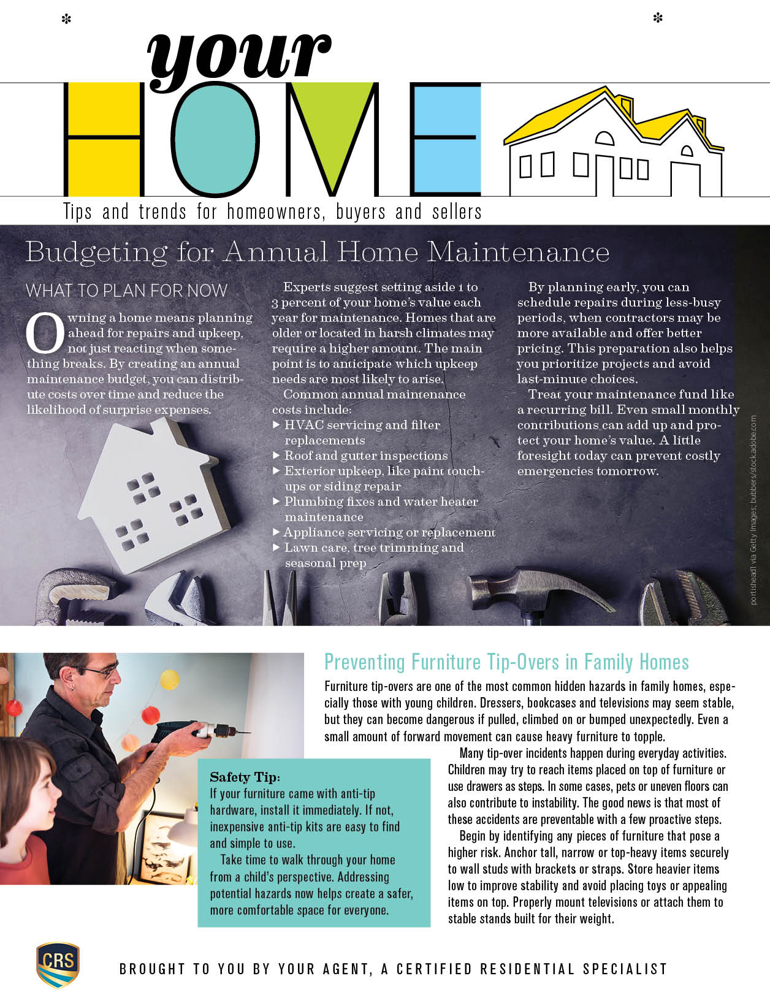 *
*
your
HOME
Tips and trends for homeowners, buyers and sellers
Budgeting for Annual Home Maintenance
WHAT TO PLAN FOR NOW
Owning a home means planning
ahead for repairs and upkeep,
not just reacting when some-
thing breaks. By creating an annual
maintenance budget, you can distrib-
ute costs over time and reduce the
likelihood of surprise expenses.
Experts suggest setting aside 1 to
3 percent of your home's value each
year for maintenance. Homes that are
older or located in harsh climates may
require a higher amount. The main
point is to anticipate which upkeep
needs are most likely to arise.
Common annual maintenance
costs include:
▶ HVAC servicing and filter
replacements
▶ Roof and gutter inspections
▶ Exterior upkeep, like paint touch-
ups or siding repair
▶ Plumbing fixes and water heater
maintenance
▶ Appliance servicing or replacement
▶ Lawn care, tree trimming and
seasonal prep
By planning early, you can
schedule repairs during less-busy
periods, when contractors may be
more available and offer better
pricing. This preparation also helps
you prioritize projects and avoid
last-minute choices.
Treat your maintenance fund like
a recurring bill. Even small monthly
contributions can add up and pro-
tect your home's value. A little
foresight today can prevent costly
emergencies tomorrow.
portishead1 via Getty Images; bubbers/stock.adobe.com
Preventing Furniture Tip-Overs in Family Homes
Furniture tip-overs are one of the most common hidden hazards in family homes, espe-
cially those with young children. Dressers, bookcases and televisions may seem stable,
but they can become dangerous if pulled, climbed on or bumped unexpectedly. Even a
small amount of forward movement can cause heavy furniture to topple.
Many tip-over incidents happen during everyday activities.
Children may try to reach items placed on top of furniture or
use drawers as steps. In some cases, pets or uneven floors can
also contribute to instability. The good news is that most of
these accidents are preventable with a few proactive steps.
Begin by identifying any pieces of furniture that pose a
higher risk. Anchor tall, narrow or top-heavy items securely
to wall studs with brackets or straps. Store heavier items
low to improve stability and avoid placing toys or appealing
items on top. Properly mount televisions or attach them to
stable stands built for their weight.
Safety Tip:
If your furniture came with anti-tip
hardware, install it immediately. If not,
inexpensive anti-tip kits are easy to find
and simple to use.
Take time to walk through your home
from a child's perspective. Addressing
potential hazards now helps create a safer,
more comfortable space for everyone.
CRS
BROUGHT TO YOU BY YOUR AGENT, A CERTIFIED RESIDENTIAL SPECIALIST